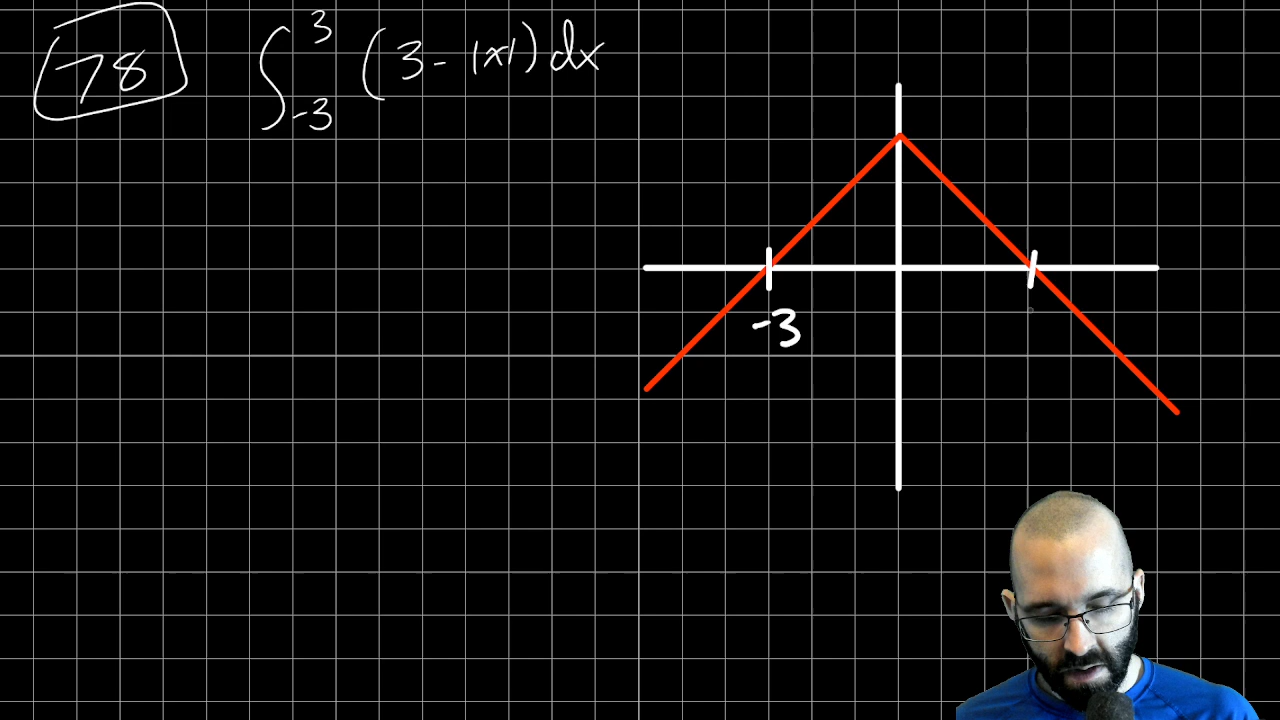 78 ∫_{-3}^{3} (3 - |x|) dx
-3